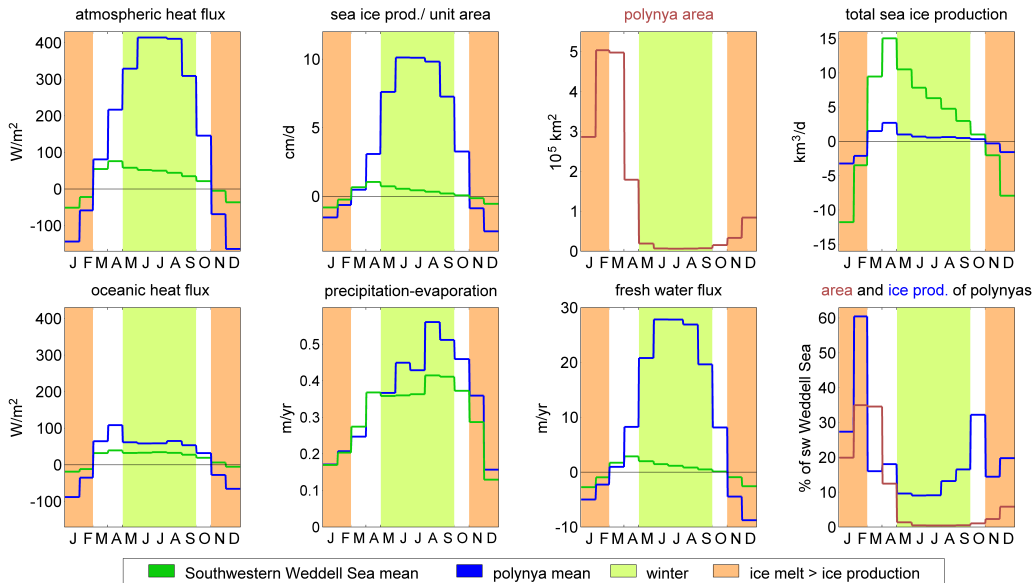 atmospheric heat flux
W/m²
400
300
200
100
0
-100
J F M A M J J A S O N D
sea ice prod./ unit area
cm/d
10
5
0
J F M A M J J A S O N D
polynya area
10⁵ km²
5
4
3
2
1
0
J F M A M J J A S O N D
total sea ice production
km³/d
15
10
5
0
-5
-10
-15
J F M A M J J A S O N D
oceanic heat flux
W/m²
400
300
200
100
0
-100
J F M A M J J A S O N D
precipitation-evaporation
m/yr
0.5
0.4
0.3
0.2
0.1
0
J F M A M J J A S O N D
fresh water flux
m/yr
30
20
10
0
-10
J F M A M J J A S O N D
area and ice prod. of polynyas
% of sw Weddell Sea
60
50
40
30
20
10
0
J F M A M J J A S O N D
Southwestern Weddell Sea mean
polynya mean
winter
ice melt > ice production